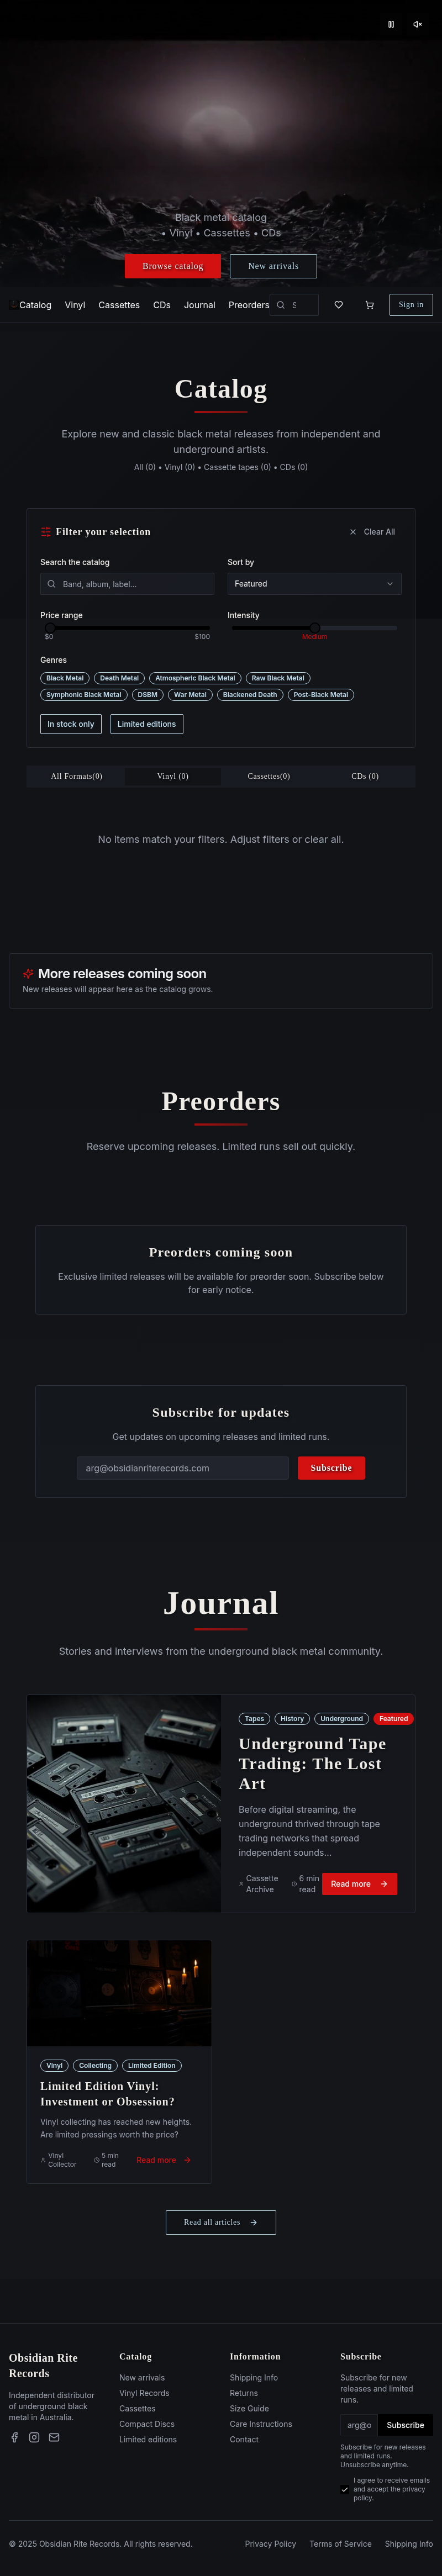 Black metal catalog
• Vinyl • Cassettes • CDs
Browse catalog
New arrivals
Catalog
Vinyl
Cassettes
CDs
Journal
Preorders
Sign in
Catalog
Explore new and classic black metal releases from independent and
underground artists.
All (0) • Vinyl (0) • Cassette tapes (0) • CDs (0)
Filter your selection
Clear All
Search the catalog
Band, album, label...
Sort by
Featured
Price range
$0
$100
Intensity
Medium
Genres
Black Metal
Death Metal
Atmospheric Black Metal
Raw Black Metal
Symphonic Black Metal
DSBM
War Metal
Blackened Death
Post-Black Metal
In stock only
Limited editions
All Formats(0)
Vinyl (0)
Cassettes(0)
CDs (0)
No items match your filters. Adjust filters or clear all.
More releases coming soon
New releases will appear here as the catalog grows.
Preorders
Reserve upcoming releases. Limited runs sell out quickly.
Preorders coming soon
Exclusive limited releases will be available for preorder soon. Subscribe below
for early notice.
Subscribe for updates
Get updates on upcoming releases and limited runs.
arg@obsidianriterecords.com
Subscribe
Journal
Stories and interviews from the underground black metal community.
Tapes
History
Underground
Featured
Underground Tape
Trading: The Lost
Art
Before digital streaming, the
underground thrived through tape
trading networks that spread
independent sounds...
Cassette
Archive
6 min
read
Read more
Vinyl
Collecting
Limited Edition
Limited Edition Vinyl:
Investment or Obsession?
Vinyl collecting has reached new heights.
Are limited pressings worth the price?
Vinyl
Collector
5 min
read
Read more
Read all articles
Obsidian Rite
Records
Independent distributor
of underground black
metal in Australia.
Catalog
New arrivals
Vinyl Records
Cassettes
Compact Discs
Limited editions
Information
Shipping Info
Returns
Size Guide
Care Instructions
Contact
Subscribe
Subscribe for new
releases and limited
runs.
arg@o
Subscribe
Subscribe for new releases
and limited runs.
Unsubscribe anytime.
I agree to receive emails
and accept the privacy
policy.
© 2025 Obsidian Rite Records. All rights reserved.
Privacy Policy
Terms of Service
Shipping Info